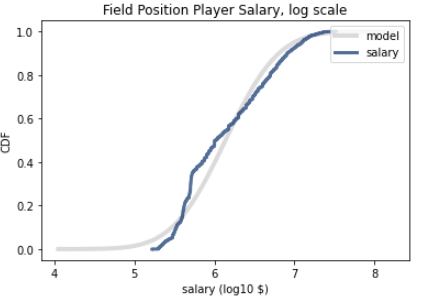 Field Position Player Salary, log scale
model
salary
1.0
0.8
0.6
0.4
0.2
0.0
CDF
4 5 6 7 8
salary (log10 $)